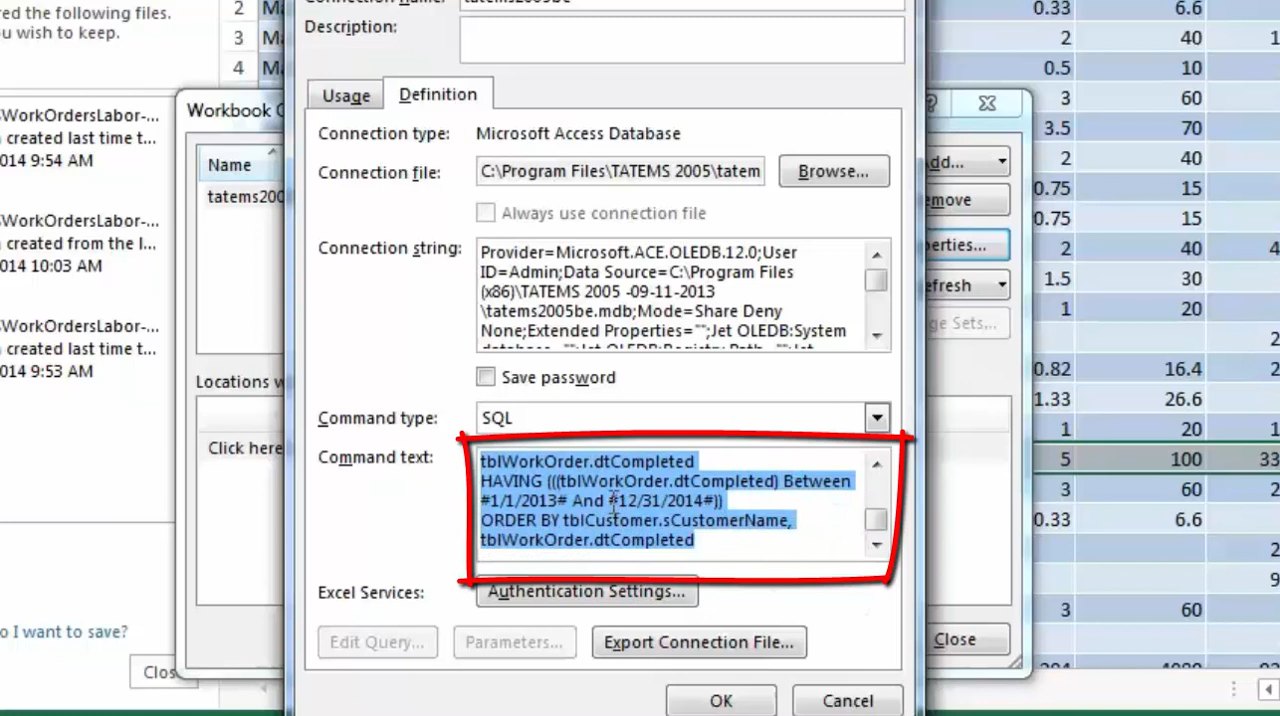 red the following files.
u wish to keep.
WorkOrdersLabor-...
created last time t...
014 9:54 AM
WorkOrdersLabor-...
created from the l...
014 10:03 AM
WorkOrdersLabor-...
created last time t...
014 9:53 AM
o I want to save?
Clos
2
3
4
Workbook
Name
tatems200
Locations w
Click here
Description:
Usage
Definition
Connection type:
Microsoft Access Database
Connection file:
C:\Program Files\TATEMS 2005\tatem
Browse...
Always use connection file
Connection string:
Provider=Microsoft.ACE.OLEDB.12.0;User
ID=Admin;Data Source=C:\Program Files
(x86)\TATEMS 2005 -09-11-2013
\tatems2005be.mdb;Mode=Share Deny
None;Extended Properties="";Jet OLEDB:System
Save password
Command type:
SQL
Command text:
tblWorkOrder.dtCompleted
HAVING (((tblWorkOrder.dtCompleted) Between
#1/1/2013# And #12/31/2014#))
ORDER BY tblCustomer.sCustomerName,
tblWorkOrder.dtCompleted
Excel Services:
Authentication Settings...
Edit Query...
Parameters...
Export Connection File...
OK
Cancel
dd...
emove
perties...
efresh
ge Sets...
Close
0.33 6.6
2 40 1
0.5 10
3 60
3.5 70
2 40
0.75 15
0.75 15
2 40 4
1.5 30
1 20
2
0.82 16.4 2
1.33 26.6
1 20 1
5 100 33
3 60 2
0.33 6.6
2
9
3 60